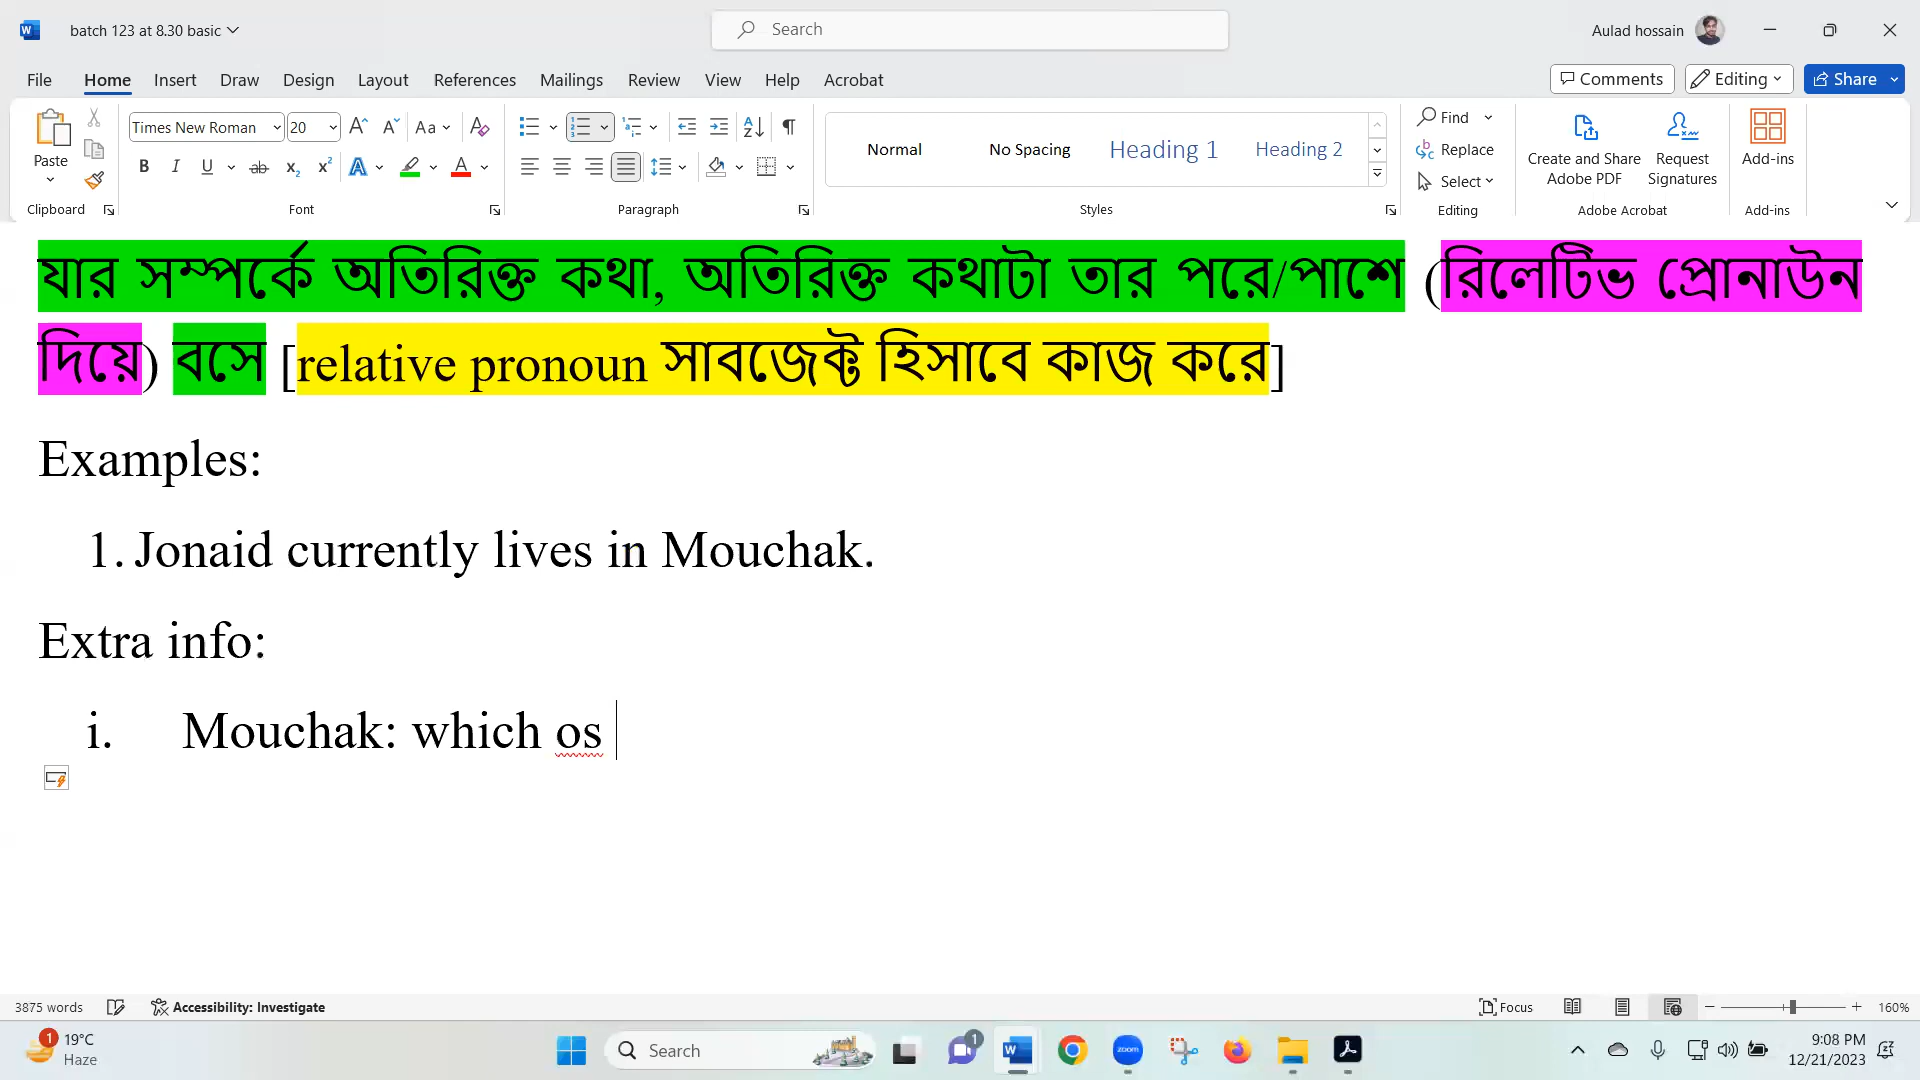 batch 123 at 8.30 basic
Search
Aulad hossain
File Home Insert Draw Design Layout References Mailings Review View Help Acrobat
Comments Editing Share
Paste
Clipboard
Times New Roman 20
Font
Paragraph
Normal No Spacing Heading 1 Heading 2
Styles
Find
Replace
Select
Editing
Create and Share Adobe PDF
Request Signatures
Adobe Acrobat
Add-ins
Add-ins
যার সম্পর্কে অতিরিক্ত কথা, অতিরিক্ত কথাটা তার পরে/পাশে (রিলেটিভ প্রোনাউন
দিয়ে) বসে [relative pronoun সাবজেক্ট হিসাবে কাজ করে]
Examples:
1. Jonaid currently lives in Mouchak.
Extra info:
i. Mouchak: which os
3875 words Accessibility: Investigate Focus 160%
1 19°C
Haze
Search
1
zoom
9:08 PM
12/21/2023